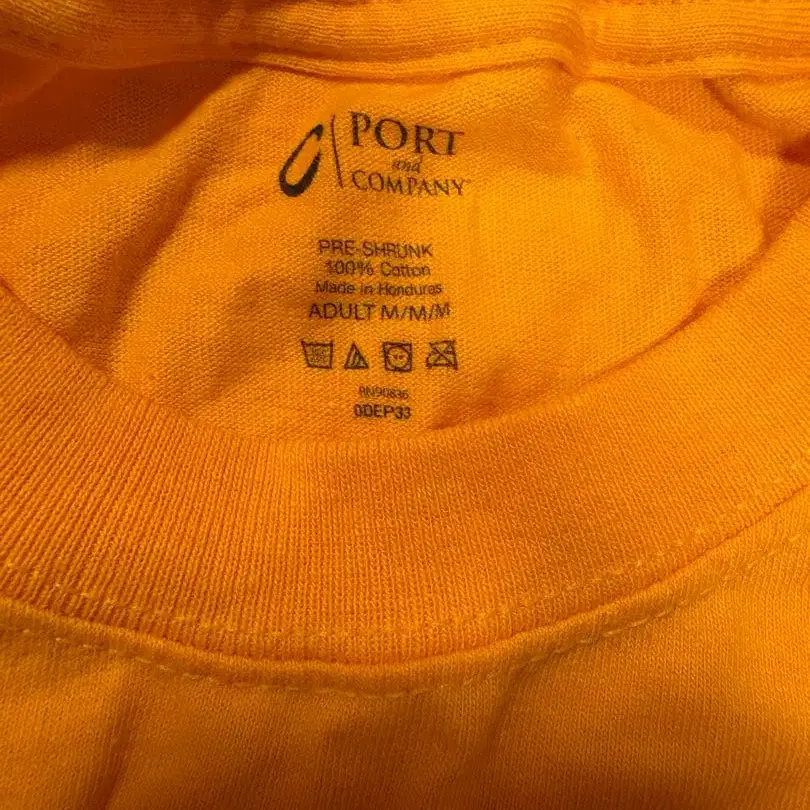 PORT
and
COMPANY
PRE-SHRUNK
100% Cotton
Made in Honduras
ADULT M/M/M
RN90836
0DEP33